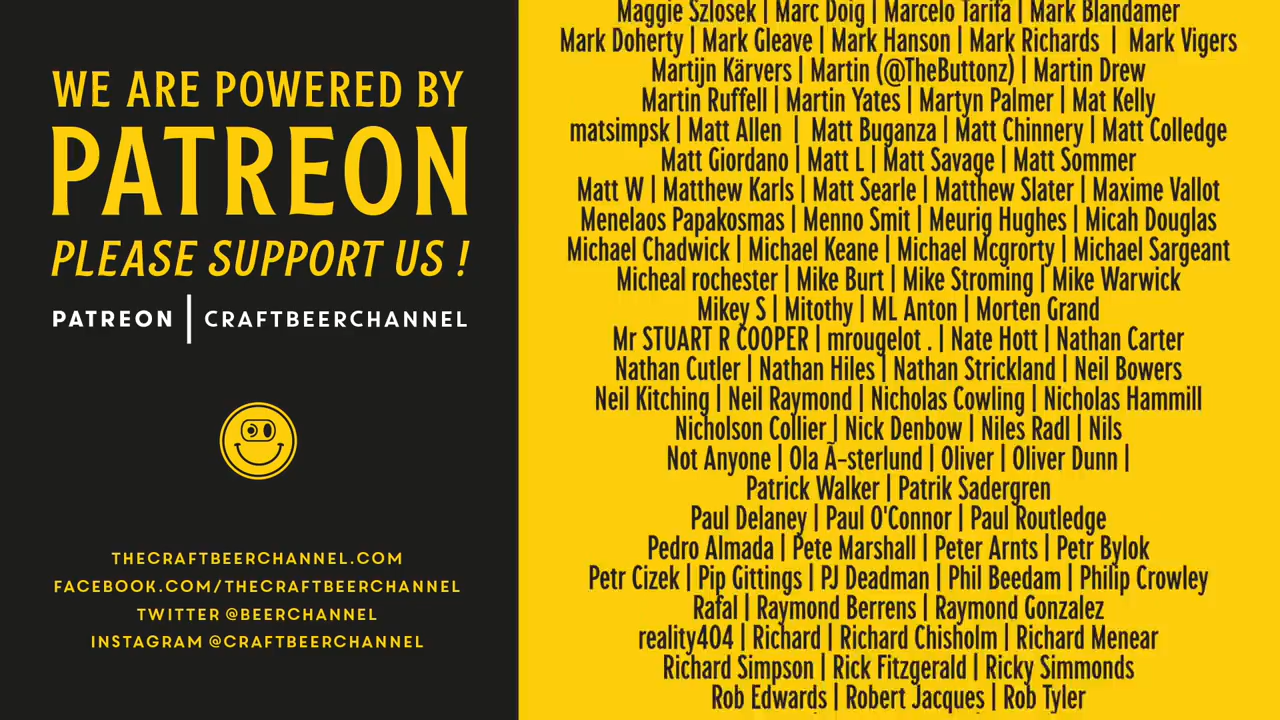 WE ARE POWERED BY
PATREON
PLEASE SUPPORT US !
PATREON | CRAFTBEERCHANNEL
THECRAFTBEERCHANNEL.COM
FACEBOOK.COM/THECRAFTBEERCHANNEL
TWITTER @BEERCHANNEL
INSTAGRAM @CRAFTBEERCHANNEL
Maggie Szlosek | Marc Doig | Marcelo Tarifa | Mark Blandamer
Mark Doherty | Mark Gleave | Mark Hanson | Mark Richards | Mark Vigers
Martijn Kärvers | Martin (@TheButtonz) | Martin Drew
Martin Ruffell | Martin Yates | Martyn Palmer | Mat Kelly
matsimpsk | Matt Allen | Matt Buganza | Matt Chinnery | Matt Colledge
Matt Giordano | Matt L | Matt Savage | Matt Sommer
Matt W | Matthew Karls | Matt Searle | Matthew Slater | Maxime Vallot
Menelaos Papakosmas | Menno Smit | Meurig Hughes | Micah Douglas
Michael Chadwick | Michael Keane | Michael Mcgrorty | Michael Sargeant
Micheal rochester | Mike Burt | Mike Stroming | Mike Warwick
Mikey S | Mitothy | ML Anton | Morten Grand
Mr STUART R COOPER | mrougelot . | Nate Hott | Nathan Carter
Nathan Cutler | Nathan Hiles | Nathan Strickland | Neil Bowers
Neil Kitching | Neil Raymond | Nicholas Cowling | Nicholas Hammill
Nicholson Collier | Nick Denbow | Niles Radl | Nils
Not Anyone | Ola Ã–sterlund | Oliver | Oliver Dunn |
Patrick Walker | Patrik Sadergren
Paul Delaney | Paul O'Connor | Paul Routledge
Pedro Almada | Pete Marshall | Peter Arnts | Petr Bylok
Petr Cizek | Pip Gittings | PJ Deadman | Phil Beedam | Philip Crowley
Rafal | Raymond Berrens | Raymond Gonzalez
reality404 | Richard | Richard Chisholm | Richard Menear
Richard Simpson | Rick Fitzgerald | Ricky Simmonds
Rob Edwards | Robert Jacques | Rob Tyler